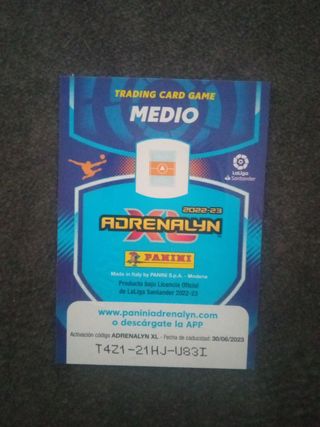 TRADING CARD GAME
MEDIO
LaLiga
Santander
2022-23
ADRENALYN
XL
PANINI
Made in Italy by PANINI S.p.A. - Modena
Producto bajo Licencia Oficial
de LaLiga Santander 2022-23
www.paniniadrenalyn.com
o descárgate la APP
Activación código ADRENALYN XL - Fecha de caducidad: 30/06/2023
T4Z1-21HJ-U83I